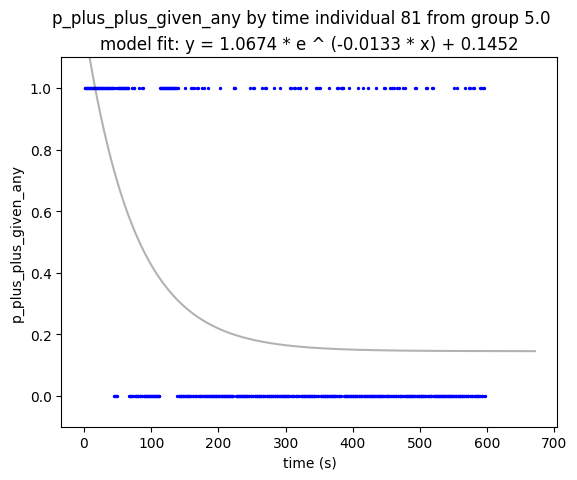 p_plus_plus_given_any by time individual 81 from group 5.0
model fit: y = 1.0674 * e ^ (-0.0133 * x) + 0.1452
1.0
0.8
0.6
0.4
0.2
0.0
p_plus_plus_given_any
0 100 200 300 400 500 600 700
time (s)